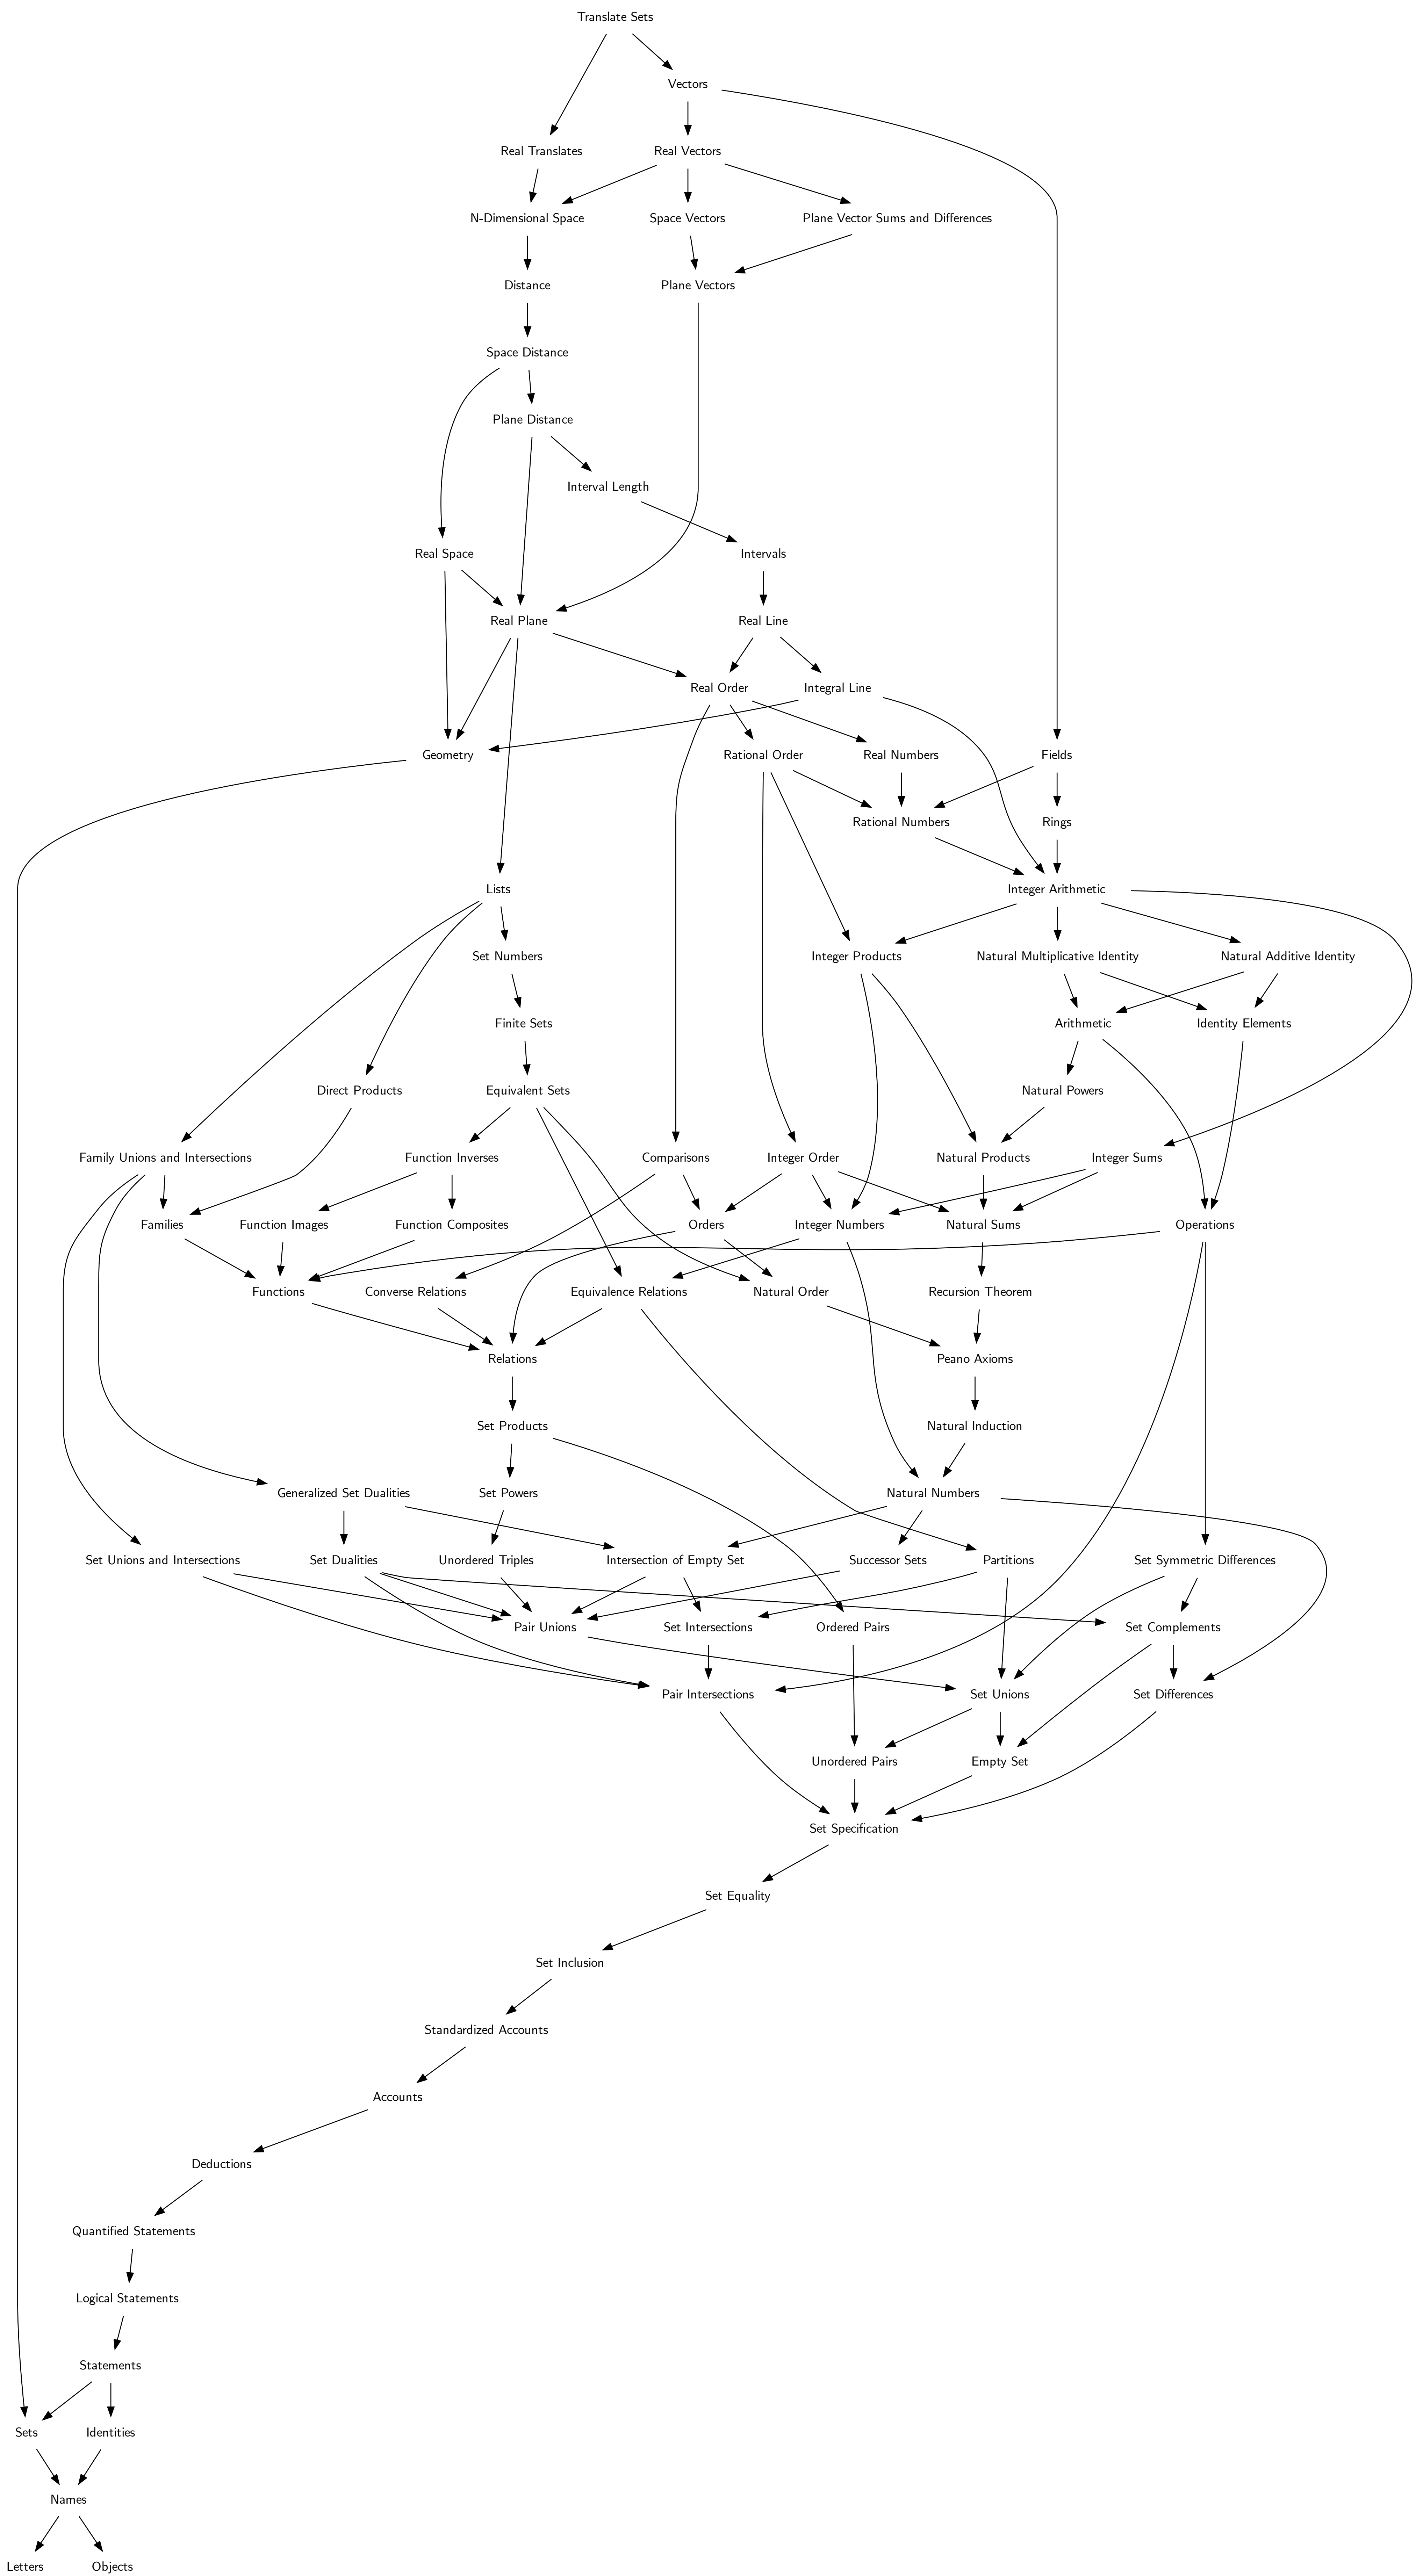 Translate Sets
Vectors
Real Translates
Real Vectors
N-Dimensional Space
Space Vectors
Plane Vector Sums and Differences
Distance
Plane Vectors
Space Distance
Plane Distance
Interval Length
Real Space
Intervals
Real Plane
Real Line
Real Order
Integral Line
Geometry
Rational Order
Real Numbers
Fields
Rational Numbers
Rings
Lists
Integer Arithmetic
Set Numbers
Integer Products
Natural Multiplicative Identity
Natural Additive Identity
Finite Sets
Arithmetic
Identity Elements
Direct Products
Equivalent Sets
Natural Powers
Family Unions and Intersections
Function Inverses
Comparisons
Integer Order
Natural Products
Integer Sums
Families
Function Images
Function Composites
Orders
Integer Numbers
Natural Sums
Operations
Functions
Converse Relations
Equivalence Relations
Natural Order
Recursion Theorem
Relations
Peano Axioms
Set Products
Natural Induction
Generalized Set Dualities
Set Powers
Natural Numbers
Set Unions and Intersections
Set Dualities
Unordered Triples
Intersection of Empty Set
Successor Sets
Partitions
Set Symmetric Differences
Pair Unions
Set Intersections
Ordered Pairs
Set Complements
Pair Intersections
Set Unions
Set Differences
Unordered Pairs
Empty Set
Set Specification
Set Equality
Set Inclusion
Standardized Accounts
Accounts
Deductions
Quantified Statements
Logical Statements
Statements
Sets
Identities
Names
Letters
Objects